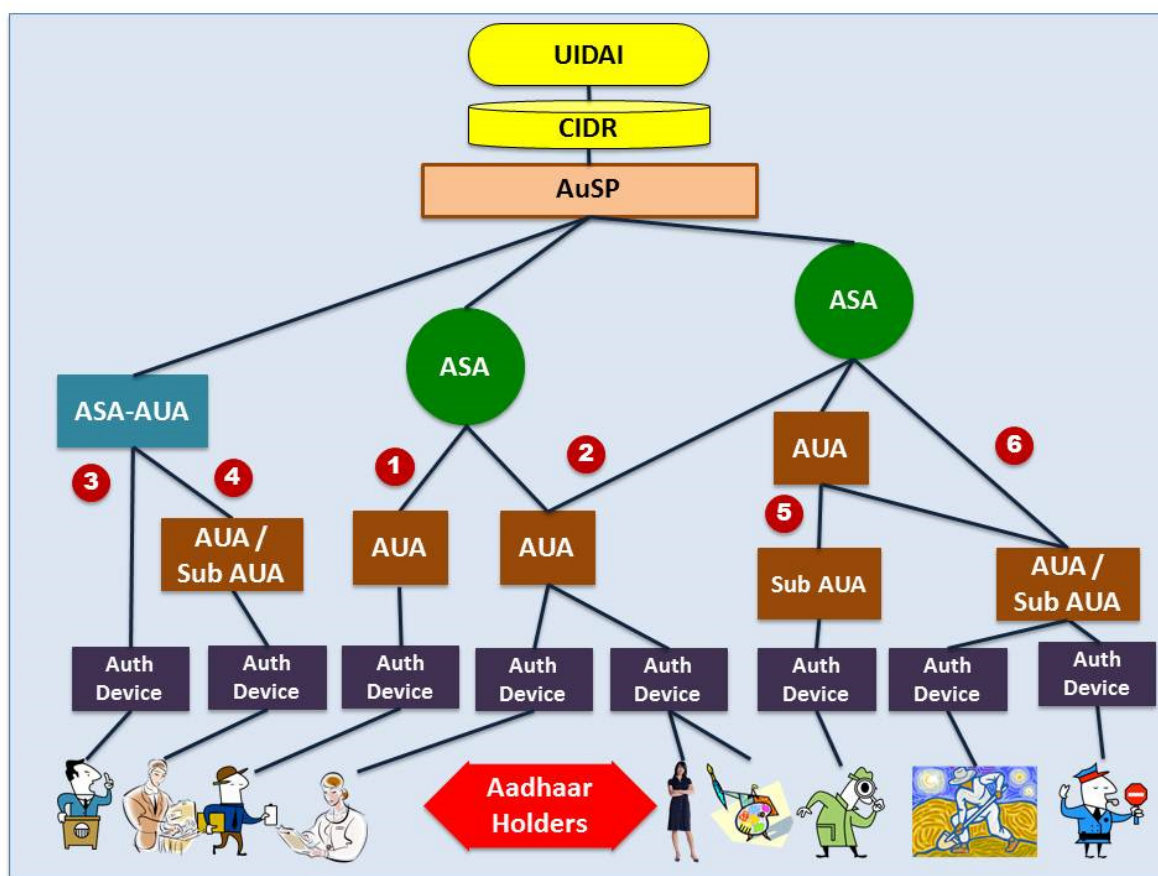 UIDAI
CIDR
AuSP
ASA
ASA
ASA-AUA
AUA
3
4
1
2
6
5
AUA /
Sub AUA
AUA
AUA
Sub AUA
AUA /
Sub AUA
Auth
Device
Auth
Device
Auth
Device
Auth
Device
Auth
Device
Auth
Device
Auth
Device
Auth
Device
Aadhaar
Holders